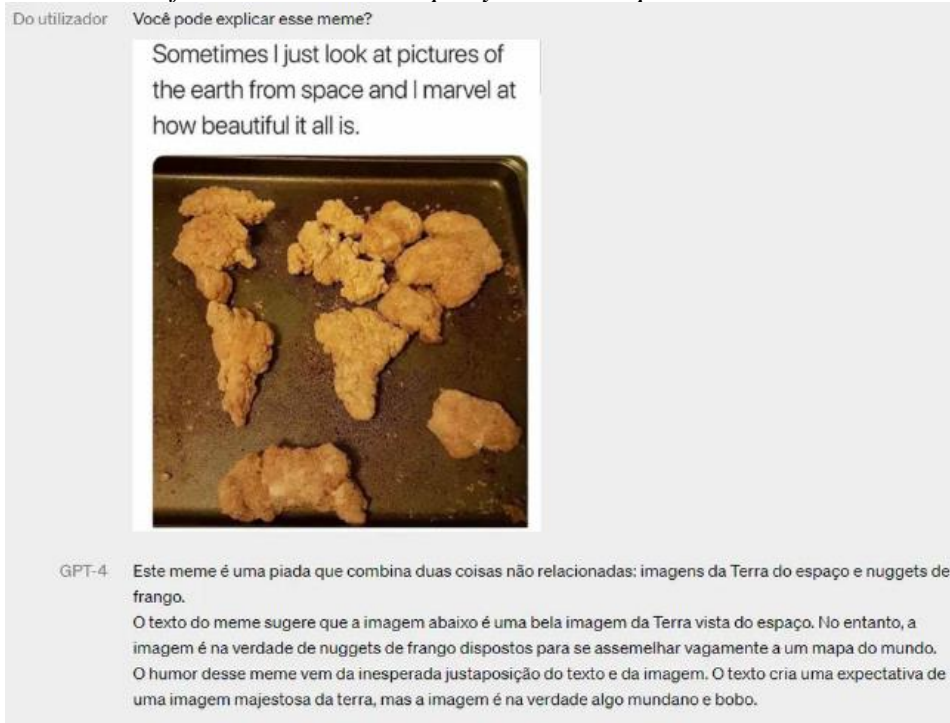 Do utilizador Você pode explicar esse meme?
Sometimes I just look at pictures of
the earth from space and I marvel at
how beautiful it all is.
GPT-4 Este meme é uma piada que combina duas coisas não relacionadas: imagens da Terra do espaço e nuggets de
frango.
O texto do meme sugere que a imagem abaixo é uma bela imagem da Terra vista do espaço. No entanto, a
imagem é na verdade de nuggets de frango dispostos para se assemelhar vagamente a um mapa do mundo.
O humor desse meme vem da inesperada justaposição do texto e da imagem. O texto cria uma expectativa de
uma imagem majestosa da terra, mas a imagem é na verdade algo mundano e bobo.